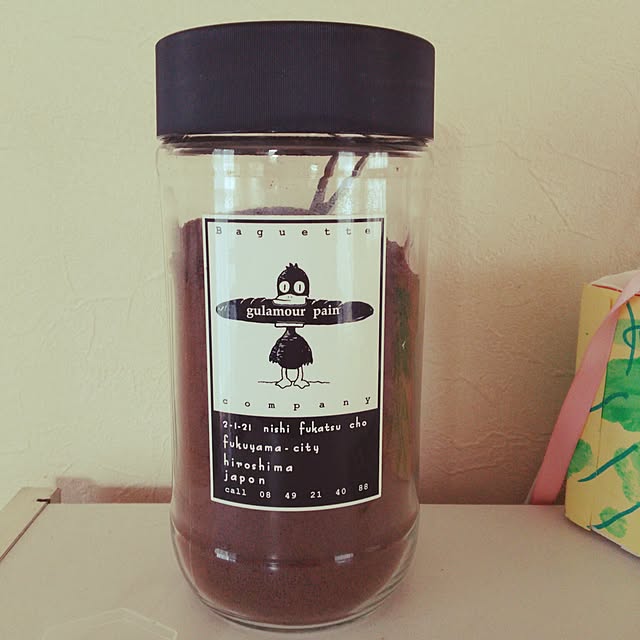 Baguette
gulamour pain
company
2-1-21 nishi fukatsu cho
fukuyama-city
hiroshima
japon
call 08 49 21 40 88